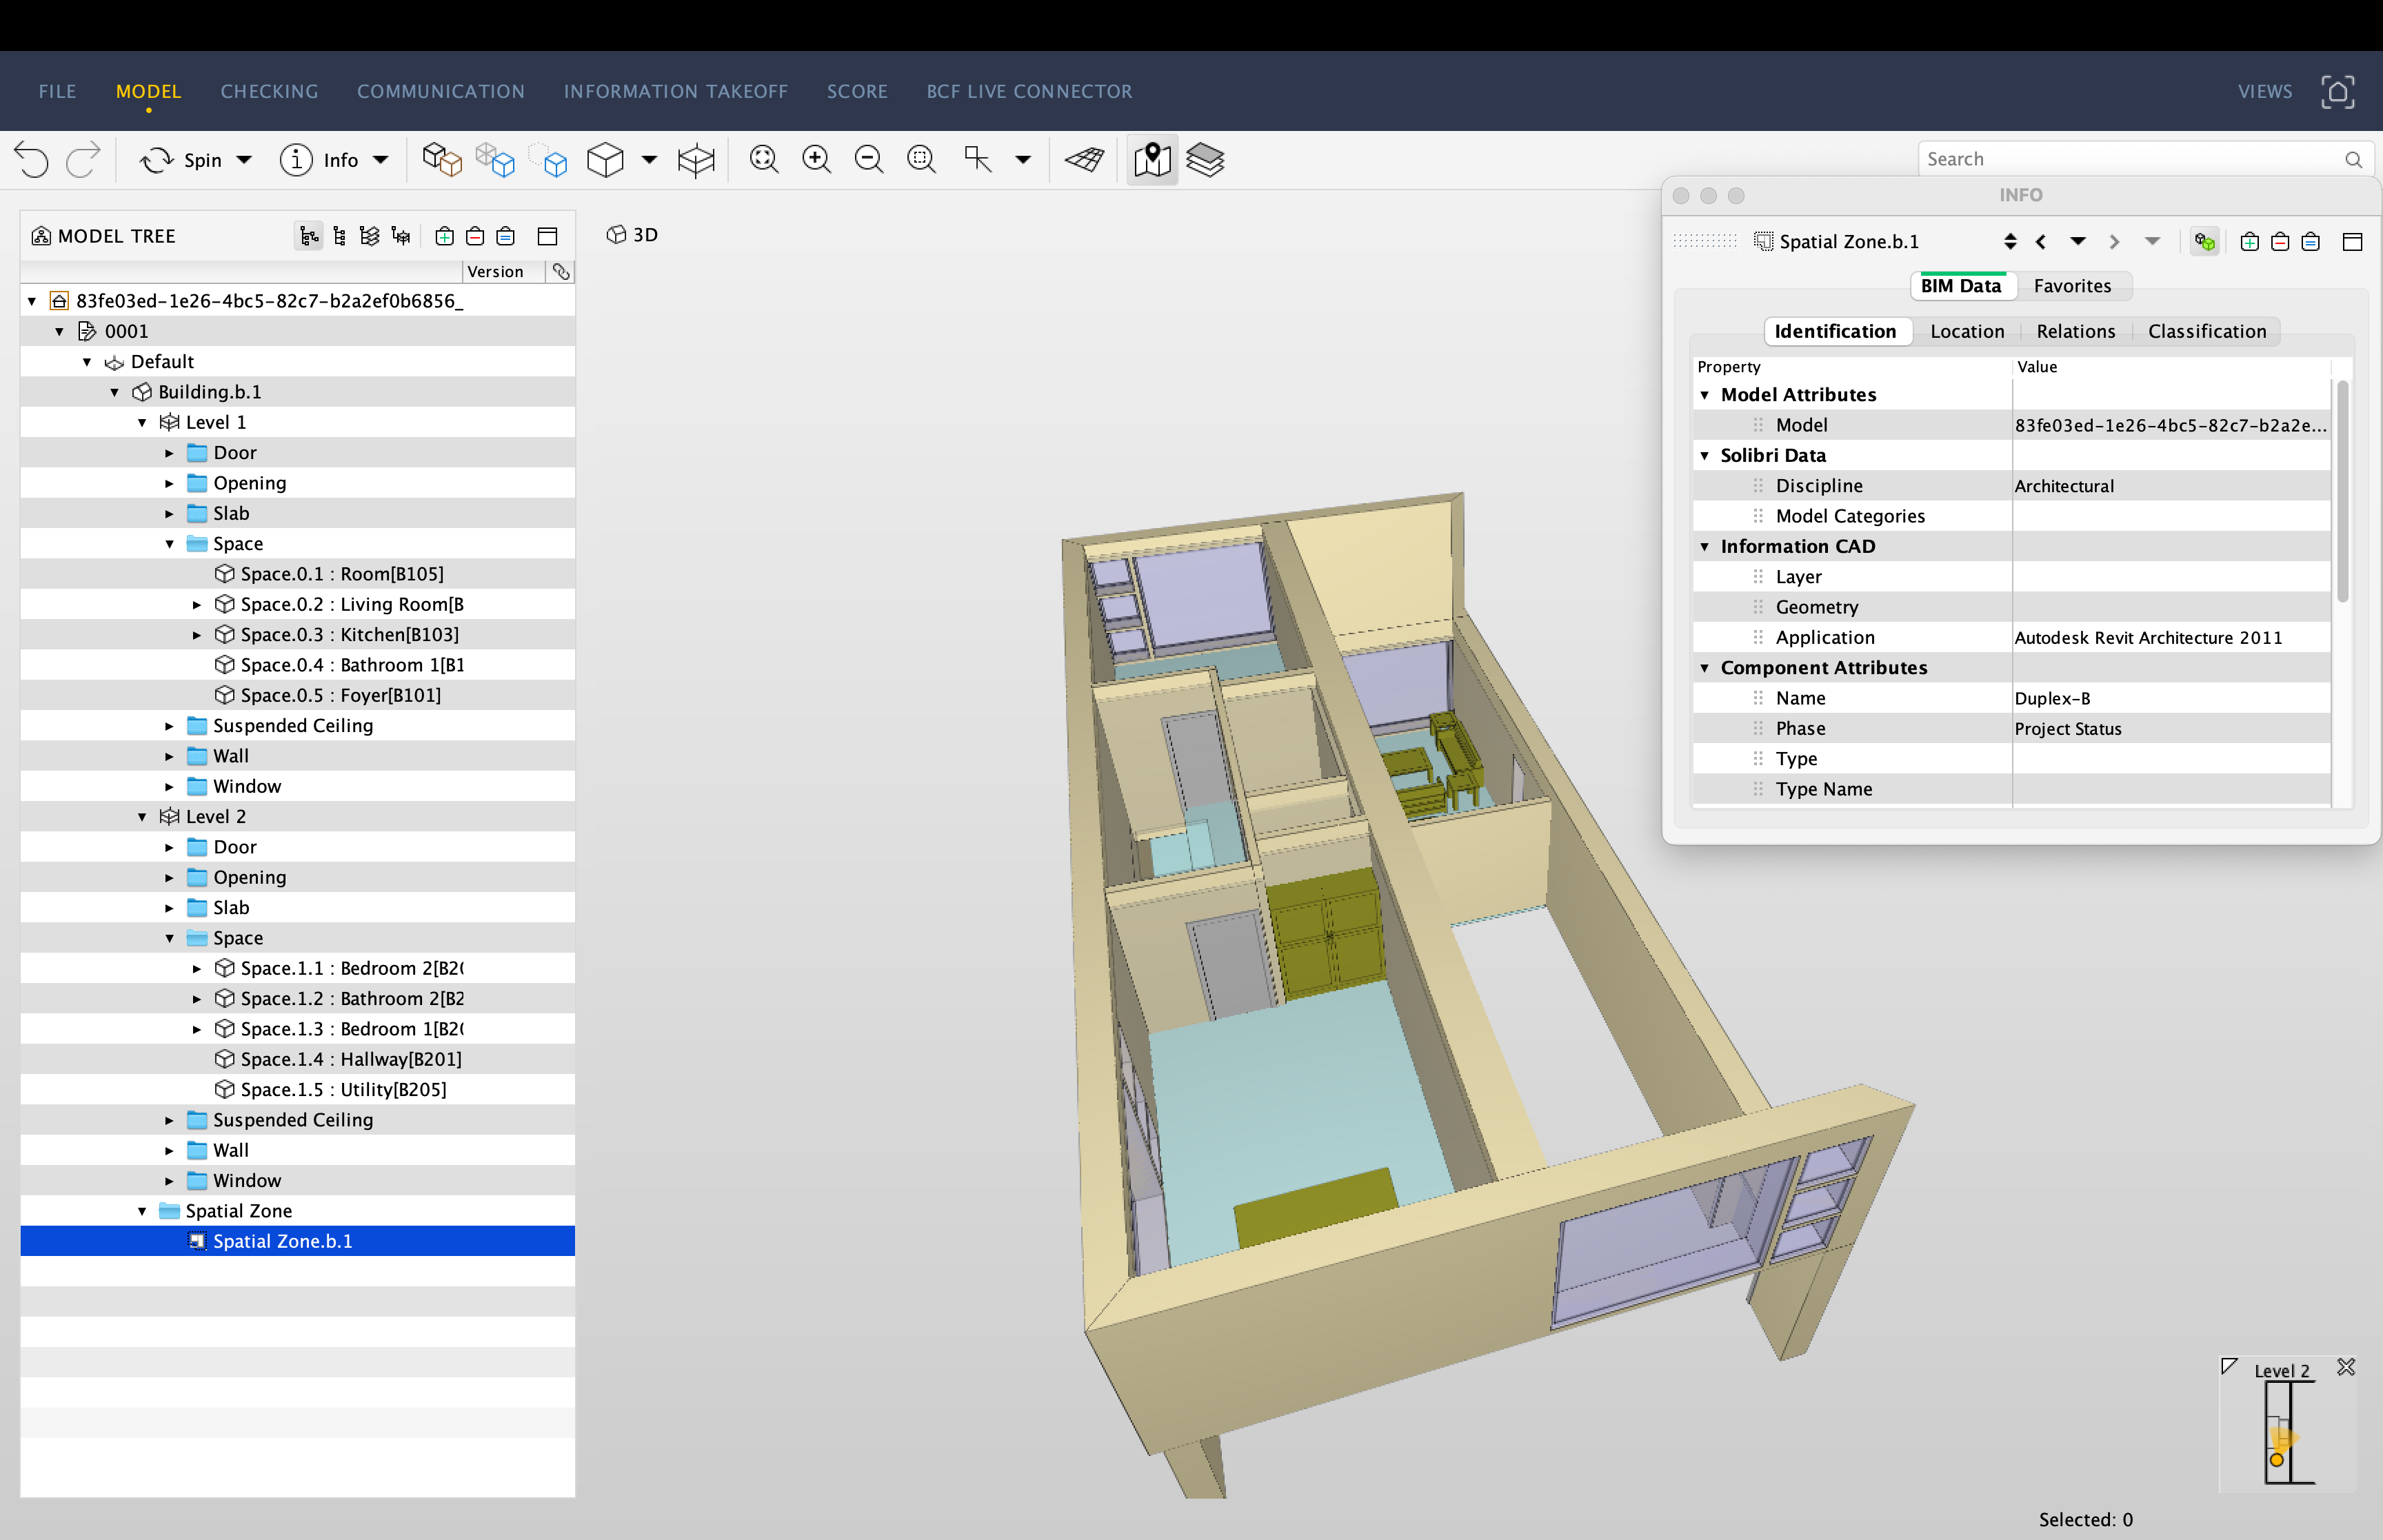 FILE MODEL CHECKING COMMUNICATION INFORMATION TAKEOFF SCORE BCF LIVE CONNECTOR VIEWS
Spin Info Search
MODEL TREE
Version
83fe03ed-1e26-4bc5-82c7-b2a2ef0b6856_
0001
Default
Building.b.1
Level 1
Door
Opening
Slab
Space
Space.0.1 : Room[B105]
Space.0.2 : Living Room[B
Space.0.3 : Kitchen[B103]
Space.0.4 : Bathroom 1[B1
Space.0.5 : Foyer[B101]
Suspended Ceiling
Wall
Window
Level 2
Door
Opening
Slab
Space
Space.1.1 : Bedroom 2[B2(
Space.1.2 : Bathroom 2[B2
Space.1.3 : Bedroom 1[B2(
Space.1.4 : Hallway[B201]
Space.1.5 : Utility[B205]
Suspended Ceiling
Wall
Window
Spatial Zone
Spatial Zone.b.1
3D
INFO
Spatial Zone.b.1
BIM Data Favorites
Identification Location Relations Classification
Property Value
Model Attributes
Model 83fe03ed-1e26-4bc5-82c7-b2a2e...
Solibri Data
Discipline Architectural
Model Categories
Information CAD
Layer
Geometry
Application Autodesk Revit Architecture 2011
Component Attributes
Name Duplex-B
Phase Project Status
Type
Type Name
Level 2
Selected: 0